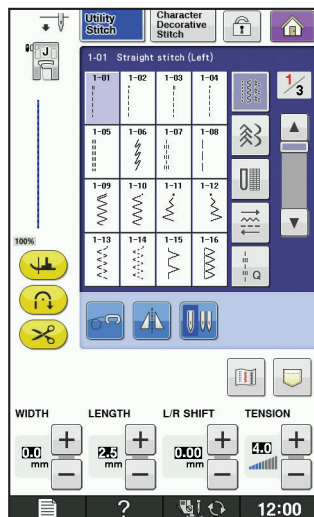 Utility Stitch
Character Decorative Stitch
J
1-01 Straight stitch (Left)
1/3
1-01 1-02 1-03 1-04
1-05 1-06 1-07 1-08
1-09 1-10 1-11 1-12
1-13 1-14 1-15 1-16
Q
100%
WIDTH LENGTH L/R SHIFT TENSION
0.0 mm + − 2.5 mm + − 0.00 mm + − 4.0 + −
? 12:00